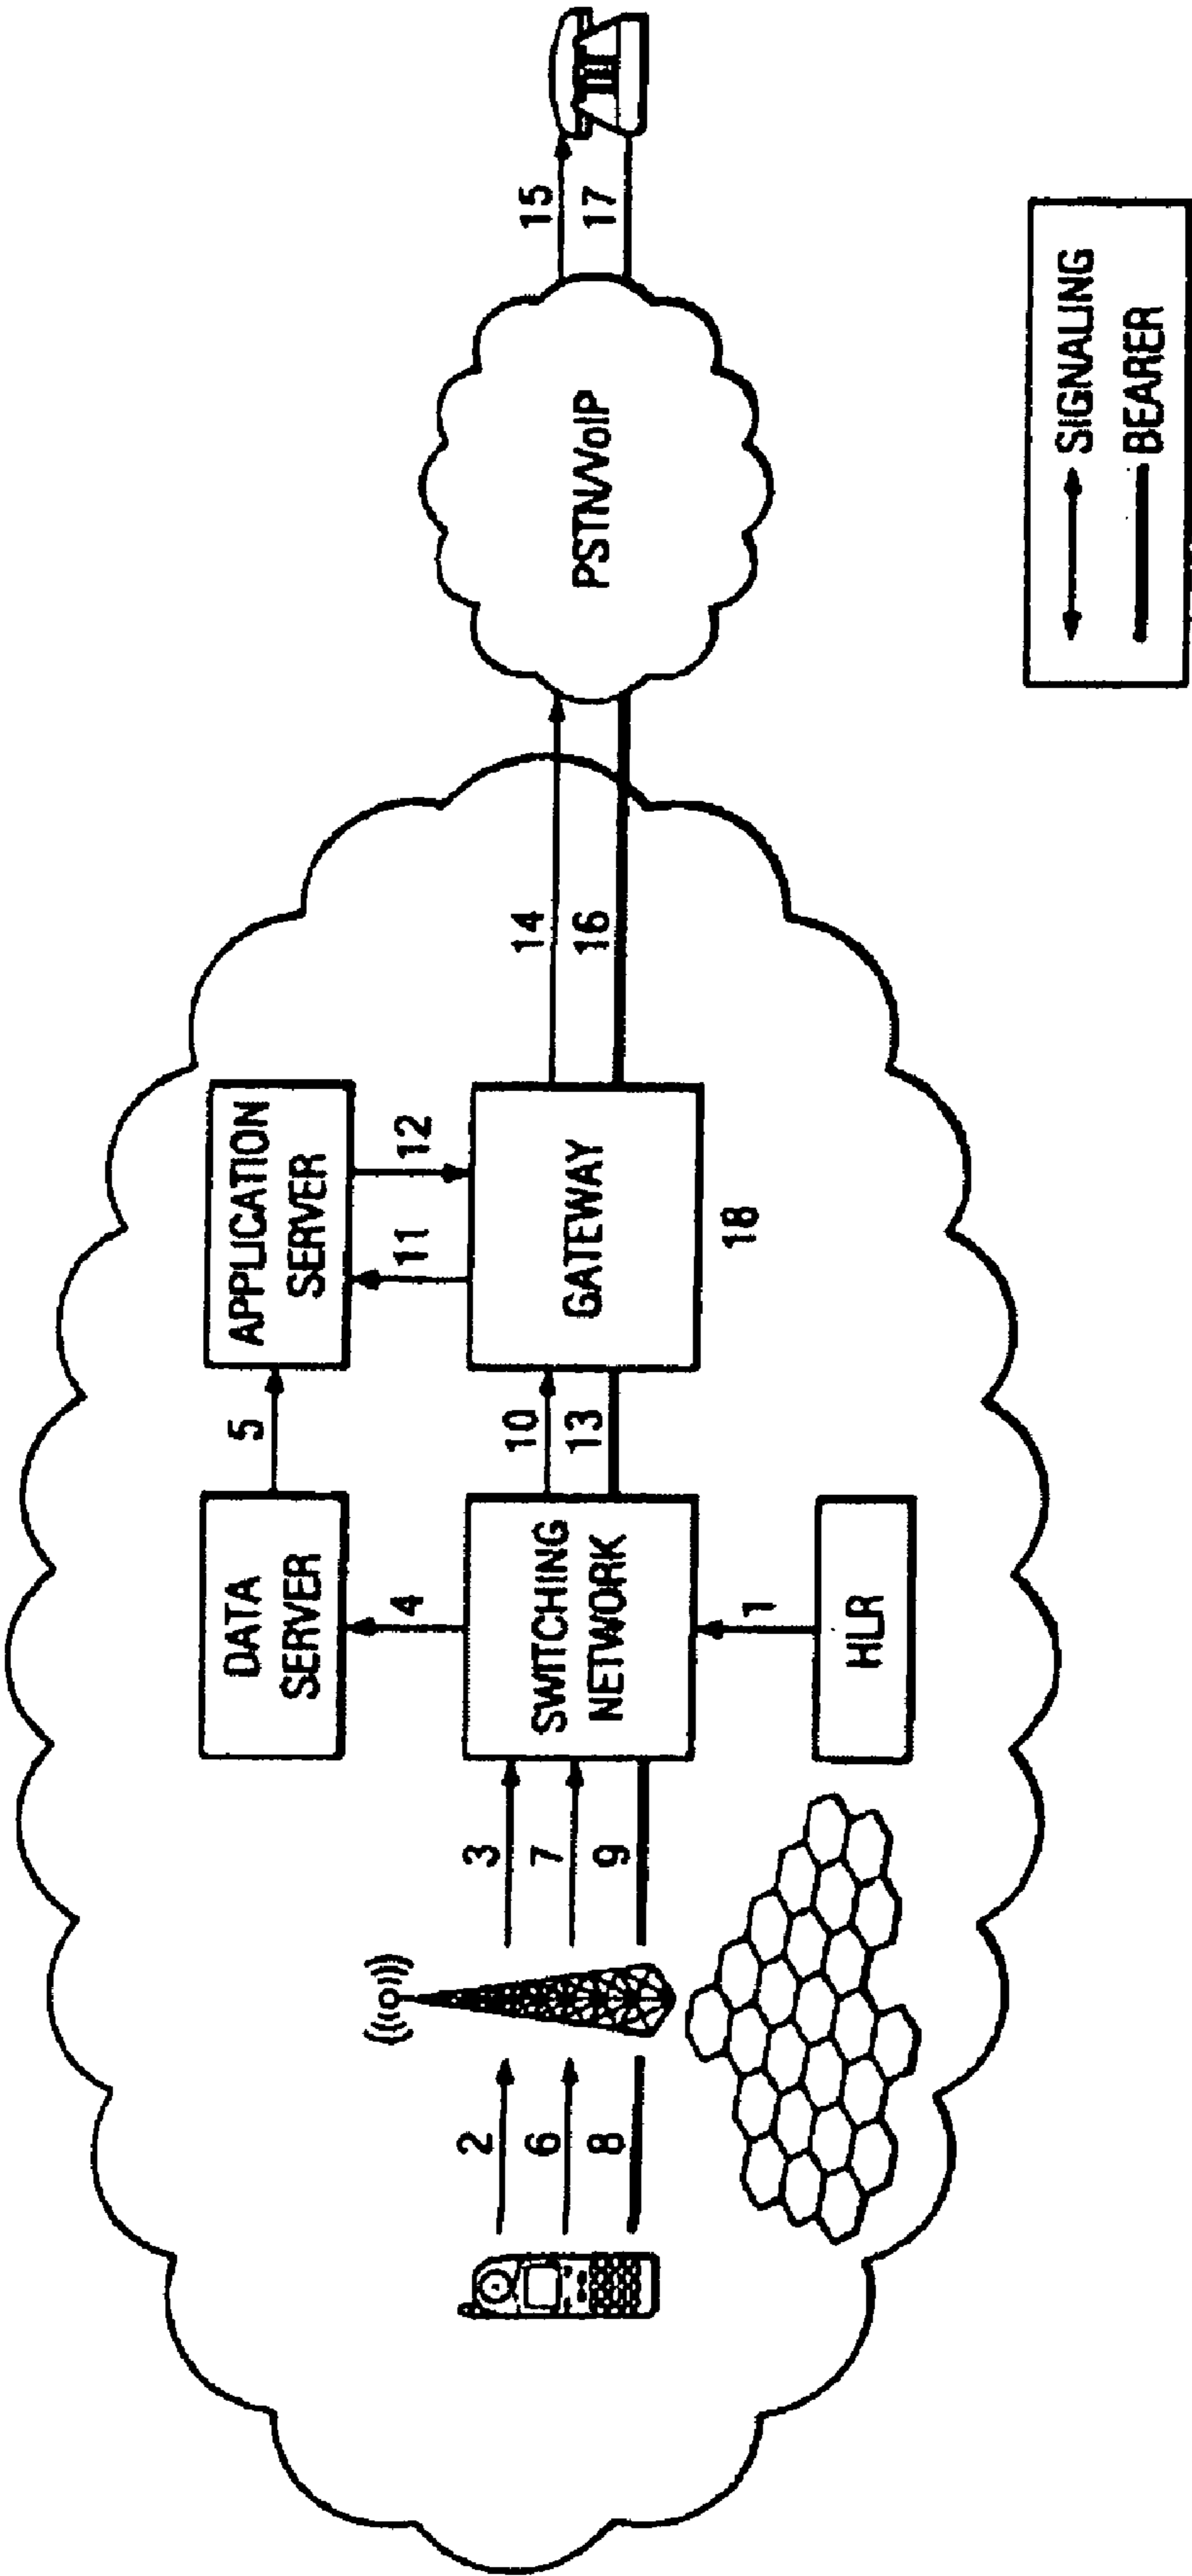 DATA
SERVER
5
APPLICATION
SERVER
4
11
12
2
3
6
7
8
9
SWITCHING
NETWORK
10
13
GATEWAY
18
14
16
PSTN/VoIP
15
17
1
HLR
SIGNALING
BEARER